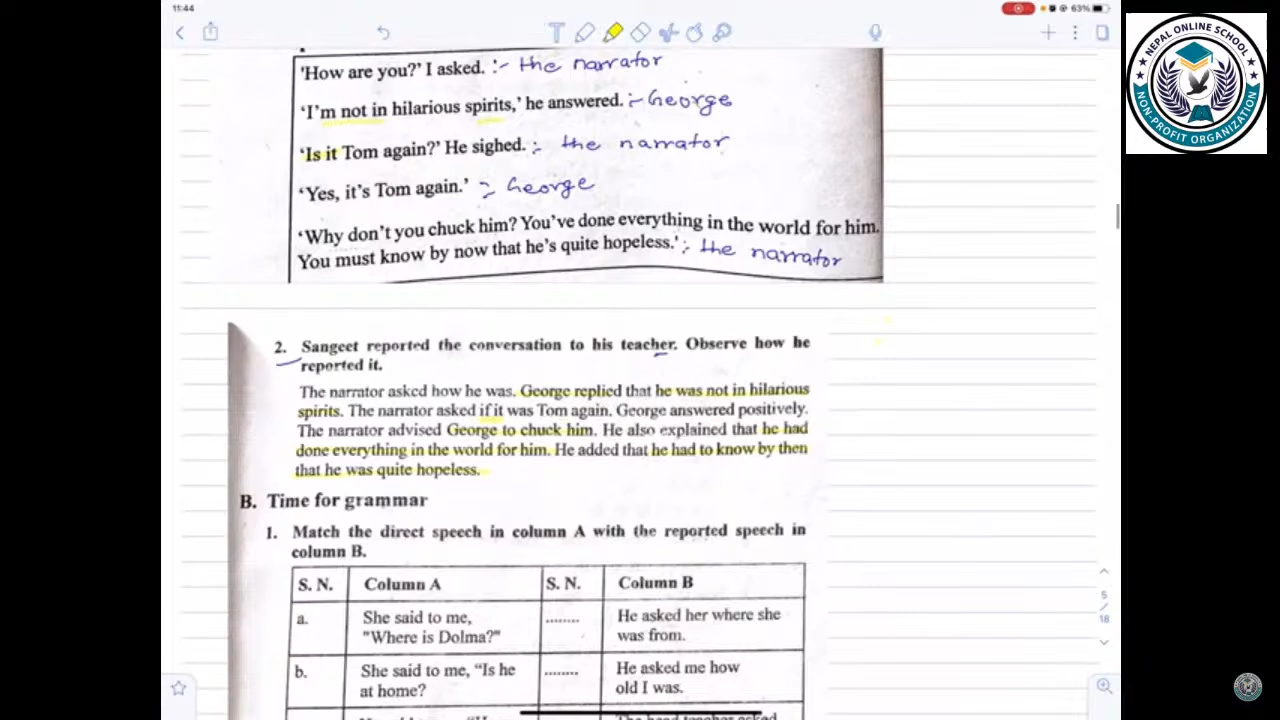 11:44
63%
NEPAL ONLINE SCHOOL
NON-PROFIT ORGANIZATION
'How are you?' I asked. :- the narrator
'I'm not in hilarious spirits,' he answered. :- George
'Is it Tom again?' He sighed. :- the narrator
'Yes, it's Tom again.' :- George
'Why don't you chuck him? You've done everything in the world for him.
You must know by now that he's quite hopeless.' :- the narrator
2. Sangeet reported the conversation to his teacher. Observe how he
reported it.
The narrator asked how he was. George replied that he was not in hilarious
spirits. The narrator asked if it was Tom again. George answered positively.
The narrator advised George to chuck him. He also explained that he had
done everything in the world for him. He added that he had to know by then
that he was quite hopeless.
B. Time for grammar
1. Match the direct speech in column A with the reported speech in
column B.
S. N. Column A S. N. Column B
a. She said to me, ........ He asked her where she
"Where is Dolma?" was from.
b. She said to me, "Is he ........ He asked me how
at home? old I was.
5
/
18